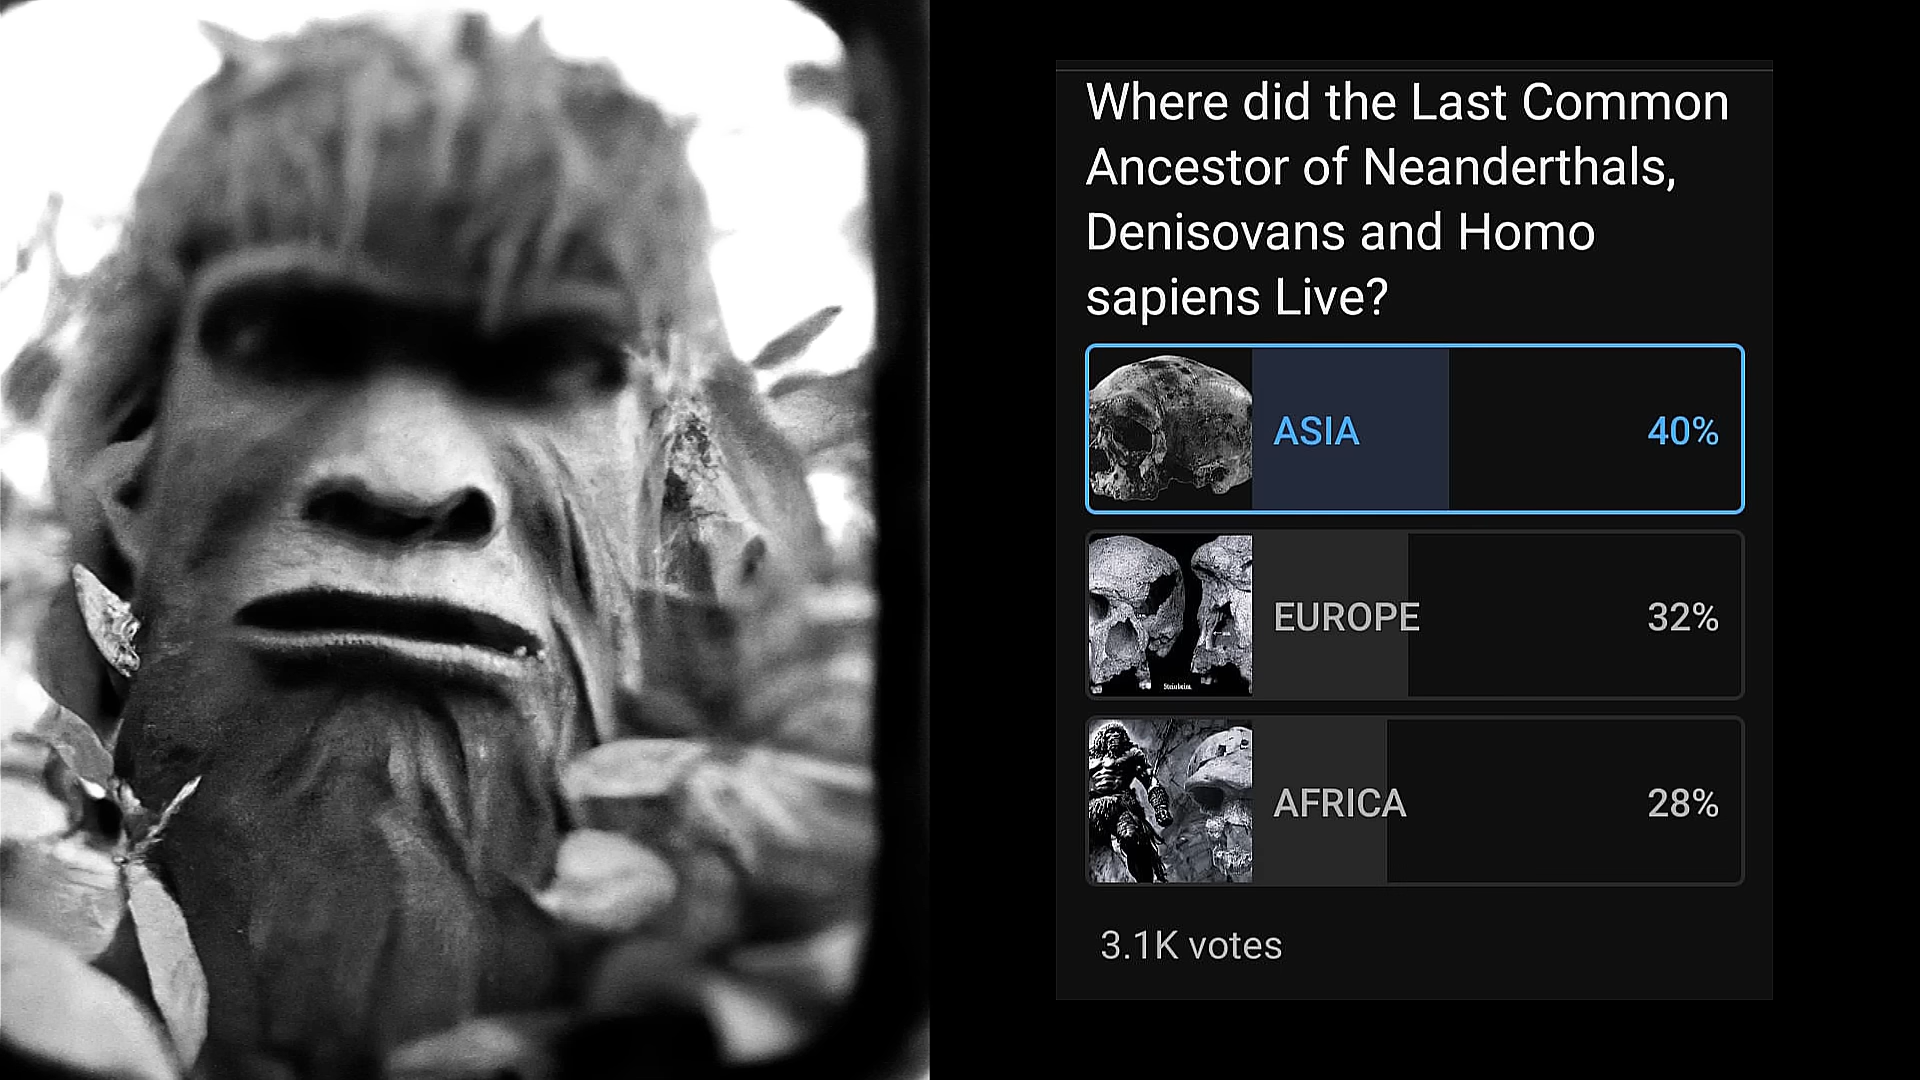 Where did the Last Common
Ancestor of Neanderthals,
Denisovans and Homo
sapiens Live?
ASIA 40%
EUROPE 32%
Steinheim
AFRICA 28%
3.1K votes